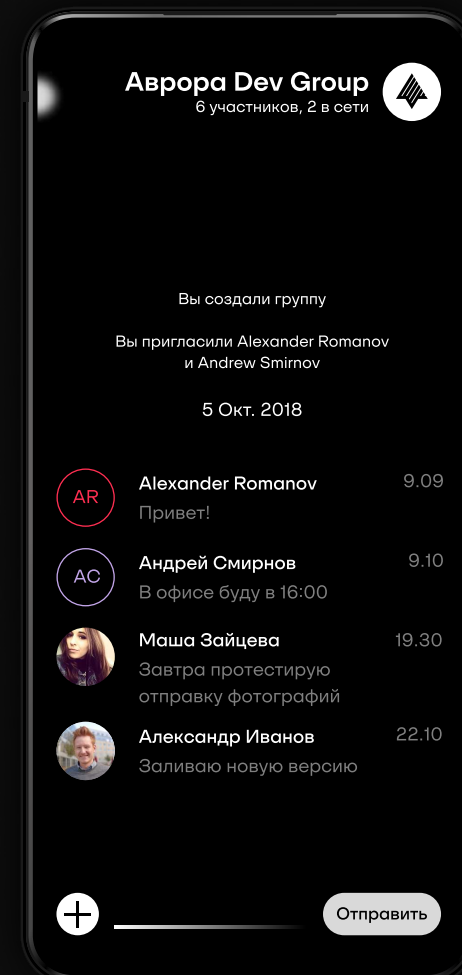 Аврора Dev Group
6 участников, 2 в сети
Вы создали группу
Вы пригласили Alexander Romanov
и Andrew Smirnov
5 Окт. 2018
AR
Alexander Romanov
9.09
Привет!
АС
Андрей Смирнов
9.10
В офисе буду в 16:00
Маша Зайцева
19.30
Завтра протестирую
отправку фотографий
Александр Иванов
22.10
Заливаю новую версию
Отправить